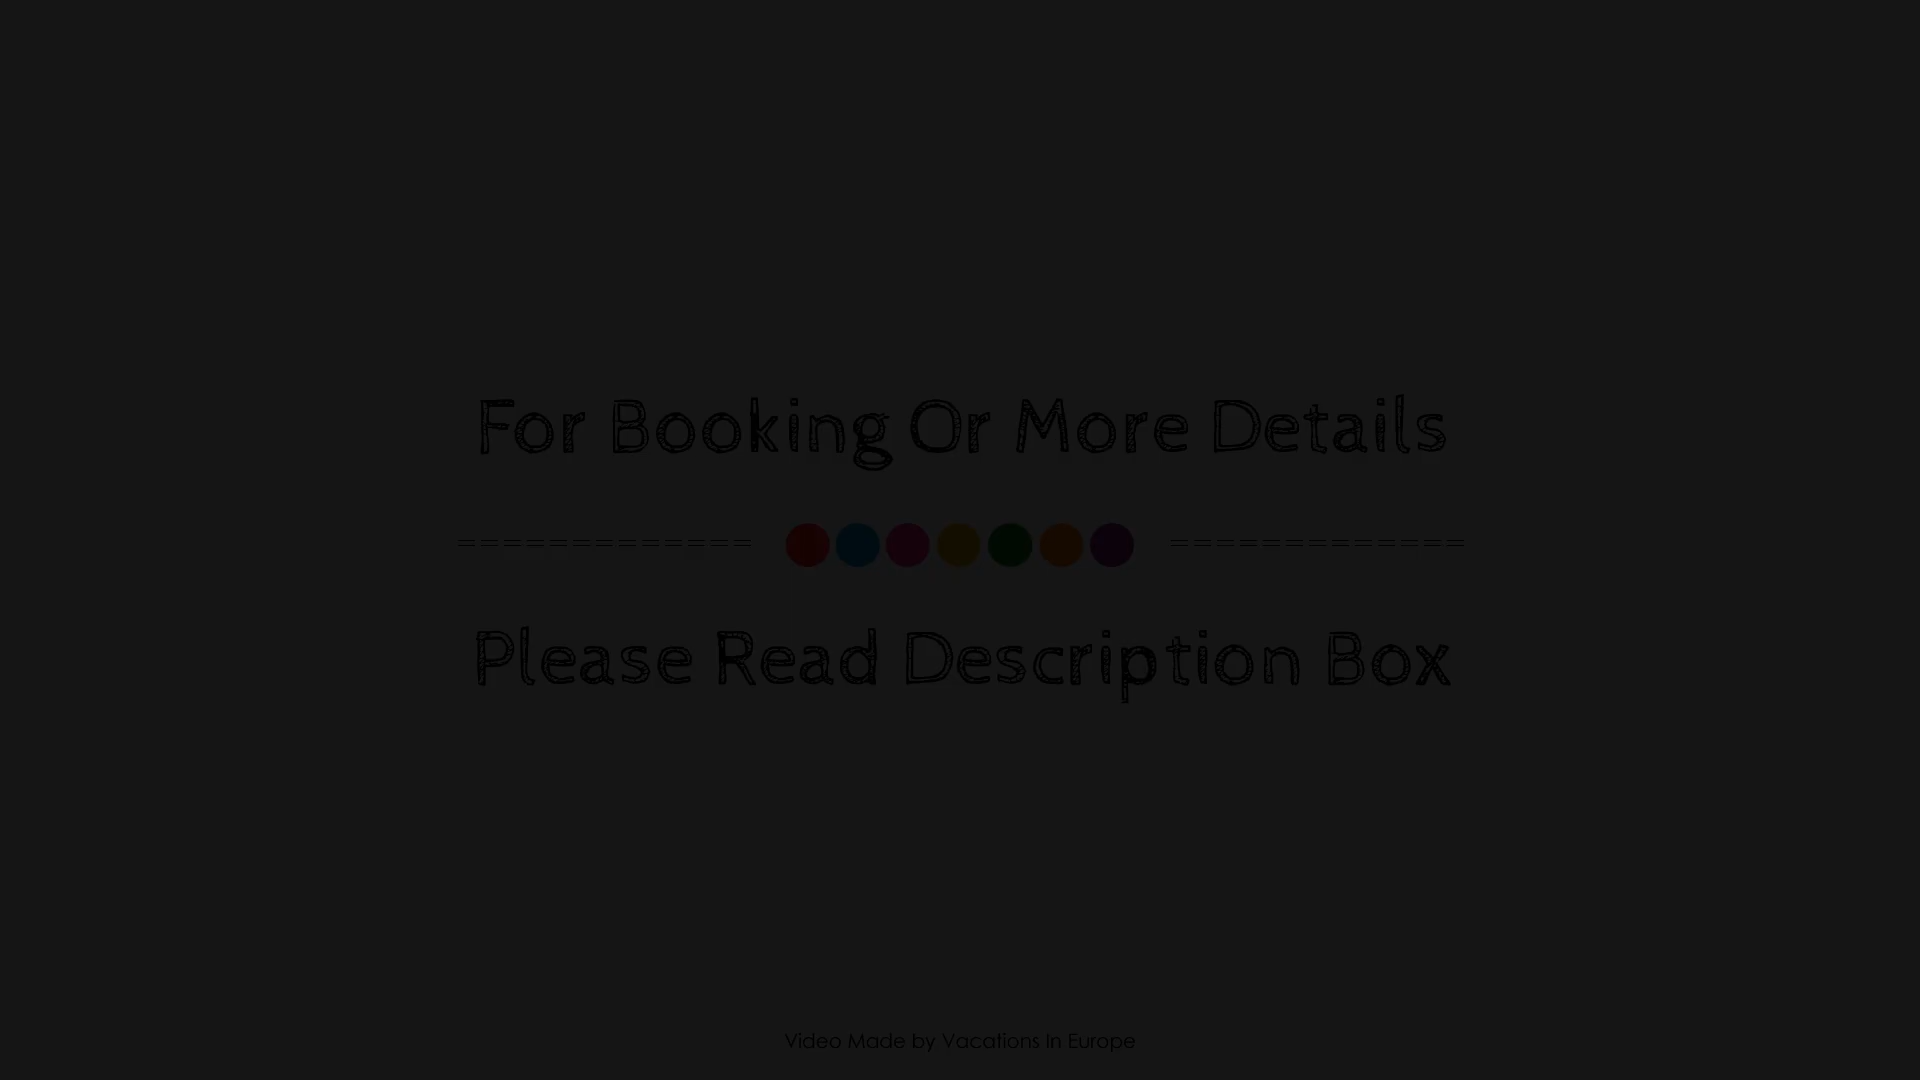 For Booking Or More Details
============= =============
Please Read Description Box
Video Made by Vacations In Europe